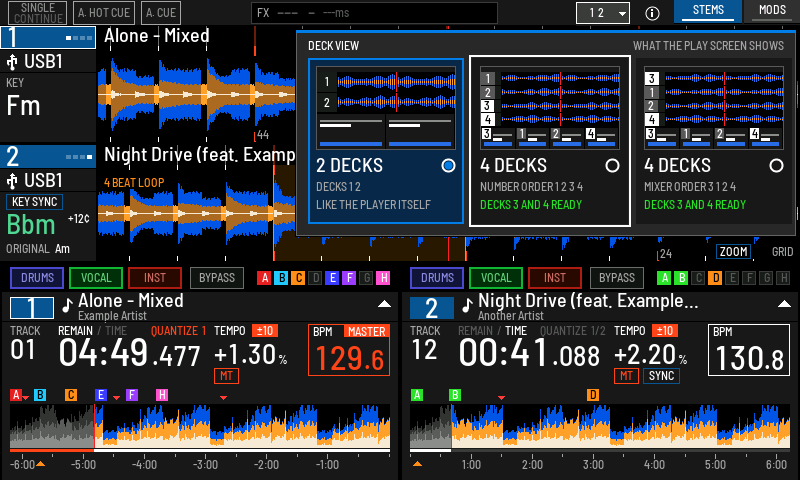 SINGLE
CONTINUE
A. HOT CUE
A. CUE
FX --- --- ---ms
1 2
STEMS
MODS
1
USB1
KEY
Fm
Alone - Mixed
44
2
USB1
KEY SYNC
Bbm +12¢
ORIGINAL Am
Night Drive (feat. Examp
4 BEAT LOOP
24
ZOOM
GRID
DECK VIEW
WHAT THE PLAY SCREEN SHOWS
1
2
2 DECKS
DECKS 1 2
LIKE THE PLAYER ITSELF
1
2
3
4
3 1 2 4
4 DECKS
NUMBER ORDER 1 2 3 4
DECKS 3 AND 4 READY
3
1
2
4
3 1 2 4
4 DECKS
MIXER ORDER 3 1 2 4
DECKS 3 AND 4 READY
DRUMS VOCAL INST BYPASS A B C D E F G H
DRUMS VOCAL INST BYPASS A B C D E F G H
1
Alone - Mixed
Example Artist
TRACK
01
REMAIN / TIME QUANTIZE 1
04:49.477
TEMPO ±10
+1.30%
MT
BPM MASTER
129.6
A B C E F H
-6:00 -5:00 -4:00 -3:00 -2:00 -1:00
2
Night Drive (feat. Example...
Another Artist
TRACK
12
REMAIN / TIME QUANTIZE 1/2
00:41.088
TEMPO ±10
+2.20%
MT SYNC
BPM
130.8
A B D
1:00 2:00 3:00 4:00 5:00 6:00